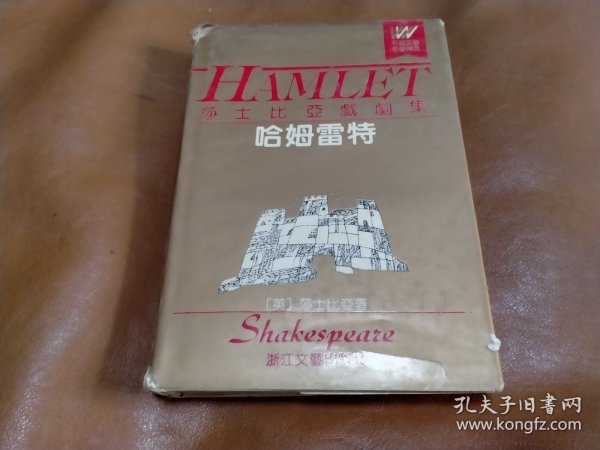 HAMLET
莎士比亞戲劇集
哈姆雷特
[英] 莎士比亞著
Shakespeare
浙江文藝出版社
孔夫子旧书网
www.kongfz.com